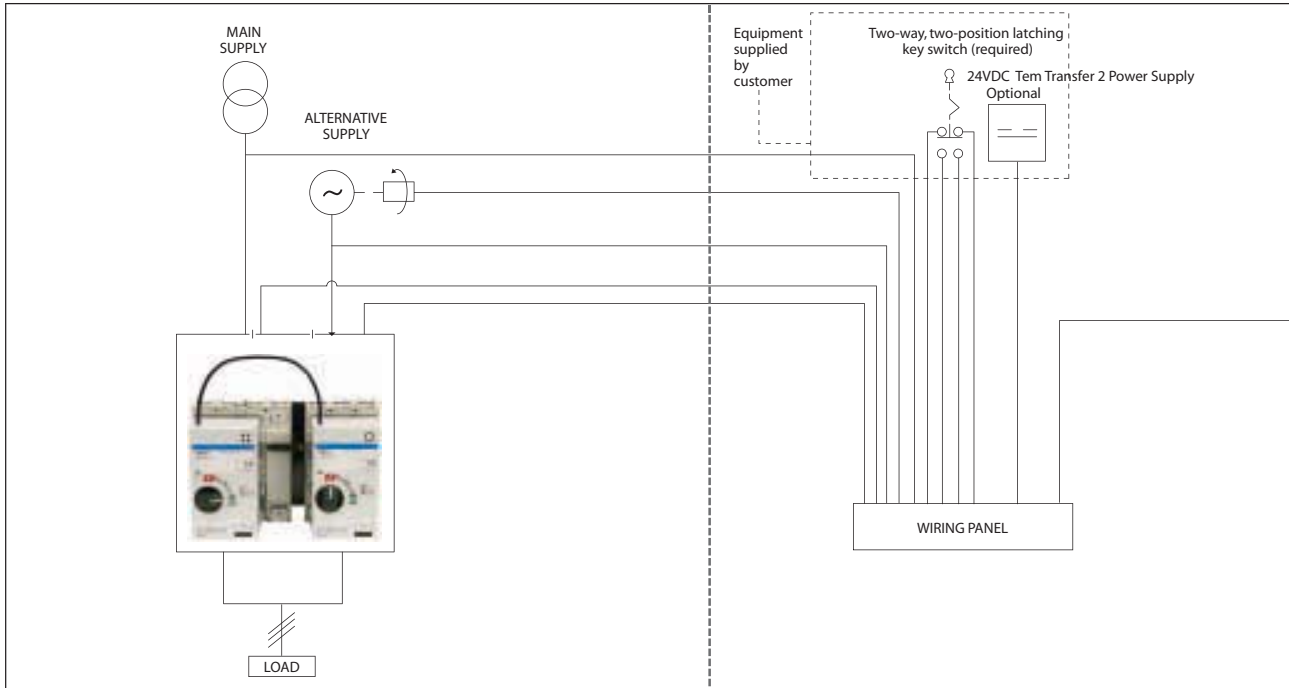 MAIN
SUPPLY
ALTERNATIVE
SUPPLY
Equipment
supplied
by
customer
Two-way, two-position latching
key switch (required)
24VDC Tem Transfer 2 Power Supply
Optional
WIRING PANEL
LOAD